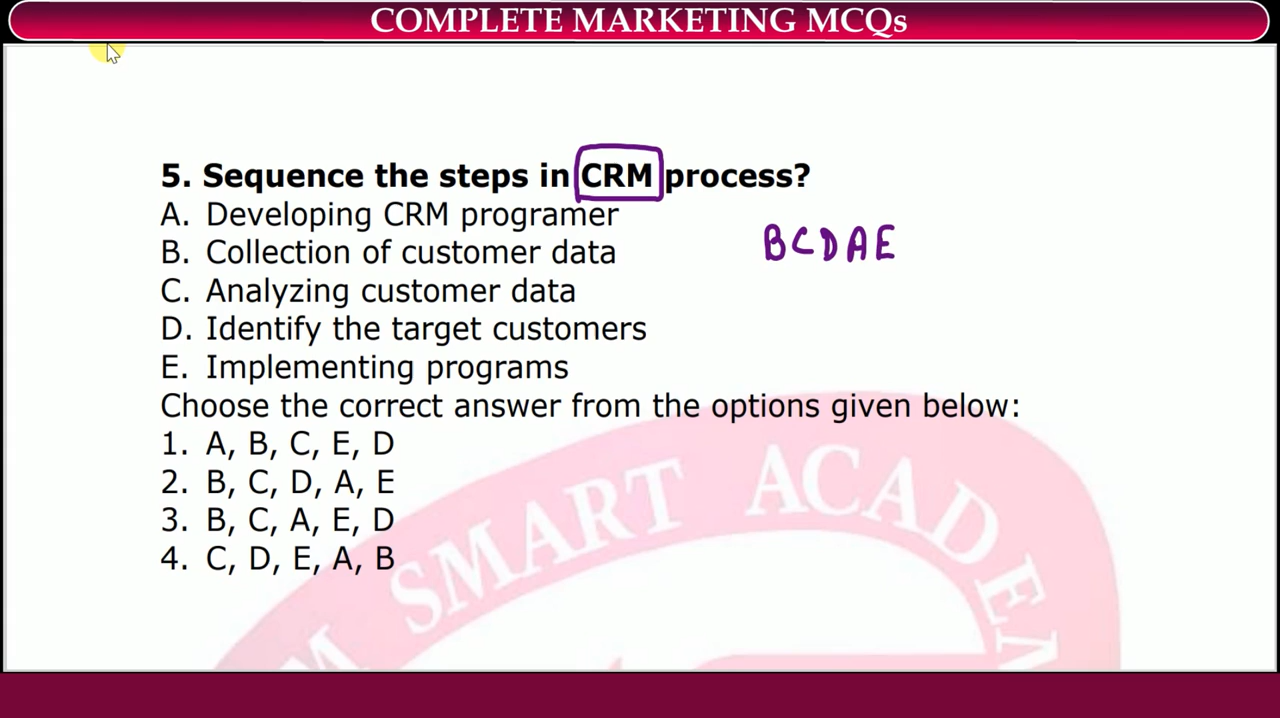 COMPLETE MARKETING MCQs
5. Sequence the steps in CRM process?
A. Developing CRM programer
B. Collection of customer data
B C D A E
C. Analyzing customer data
D. Identify the target customers
E. Implementing programs
Choose the correct answer from the options given below:
1. A, B, C, E, D
2. B, C, D, A, E
3. B, C, A, E, D
4. C, D, E, A, B
M SMART ACADEM